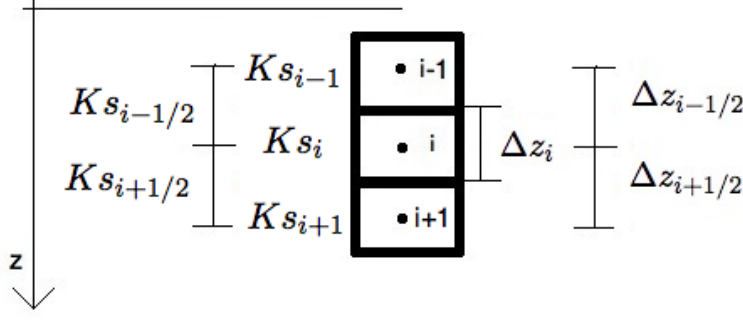 Ks_{i-1} i-1
Ks_{i-1/2} Δz_{i-1/2}
Ks_i i Δz_i
Ks_{i+1/2} Δz_{i+1/2}
Ks_{i+1} i+1
z